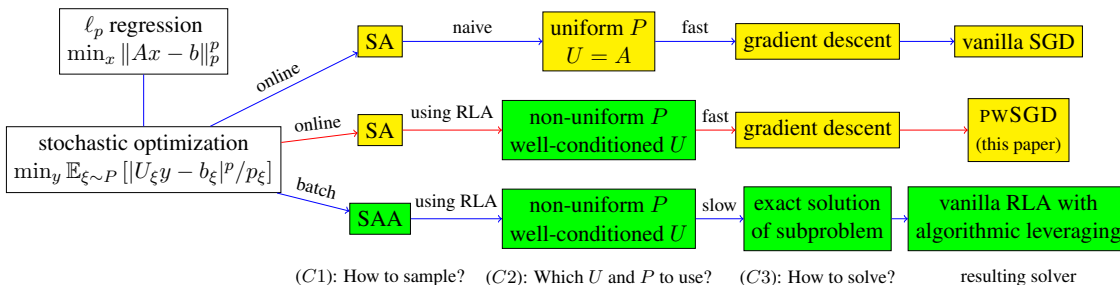 ℓ_p regression
min_x ‖Ax − b‖_p^p
online
SA
naive
uniform P
U = A
fast
gradient descent
vanilla SGD
stochastic optimization
min_y 𝔼_{ξ∼P} [|U_ξ y − b_ξ|^p/p_ξ]
online
SA
using RLA
non-uniform P
well-conditioned U
fast
gradient descent
PWSGD
(this paper)
batch
SAA
using RLA
non-uniform P
well-conditioned U
slow
exact solution
of subproblem
vanilla RLA with
algorithmic leveraging
(C1): How to sample?
(C2): Which U and P to use?
(C3): How to solve?
resulting solver